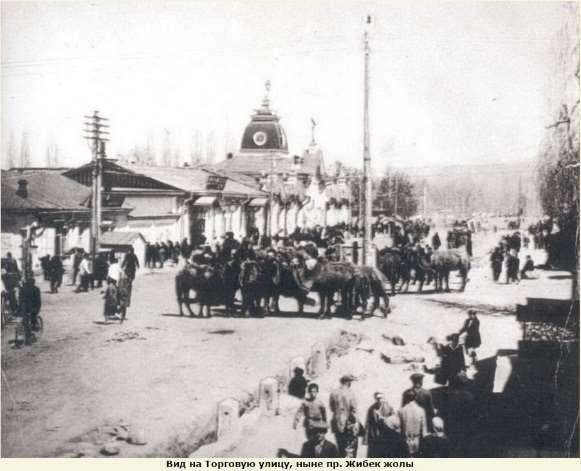 Вид на Торговую улицу, ныне пр. Жибек жолы